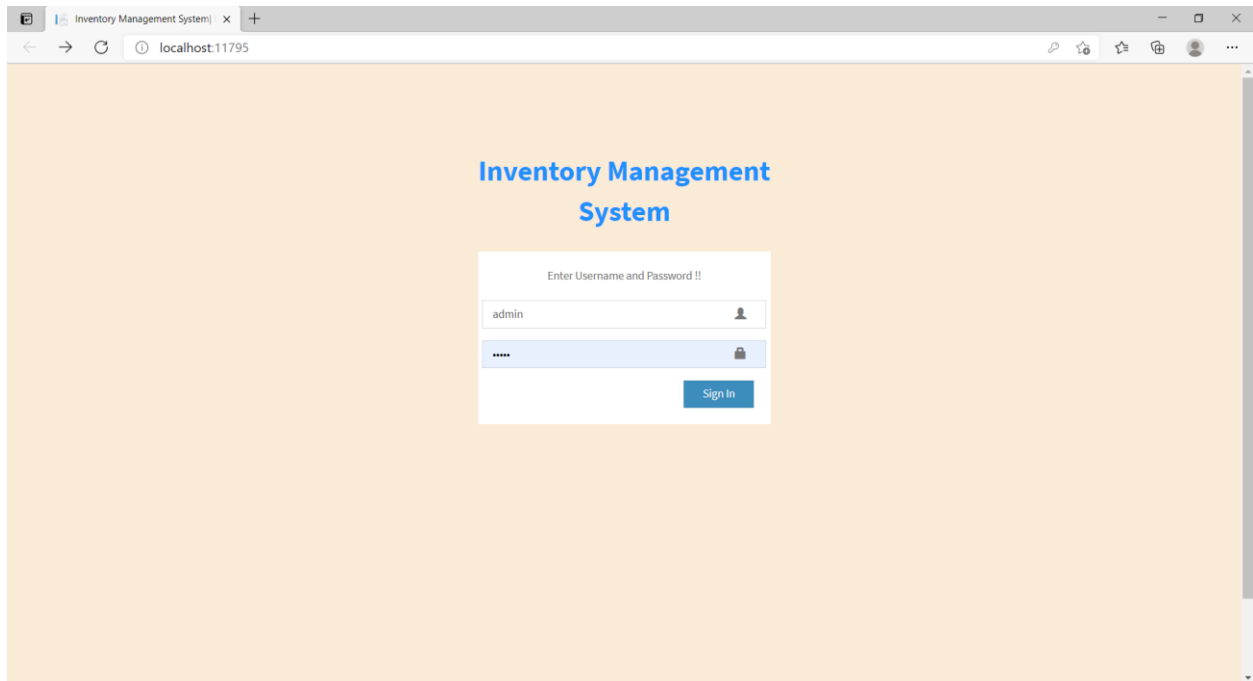 Inventory Management System|
localhost:11795
Inventory Management
System
Enter Username and Password !!
admin
•••••
Sign In